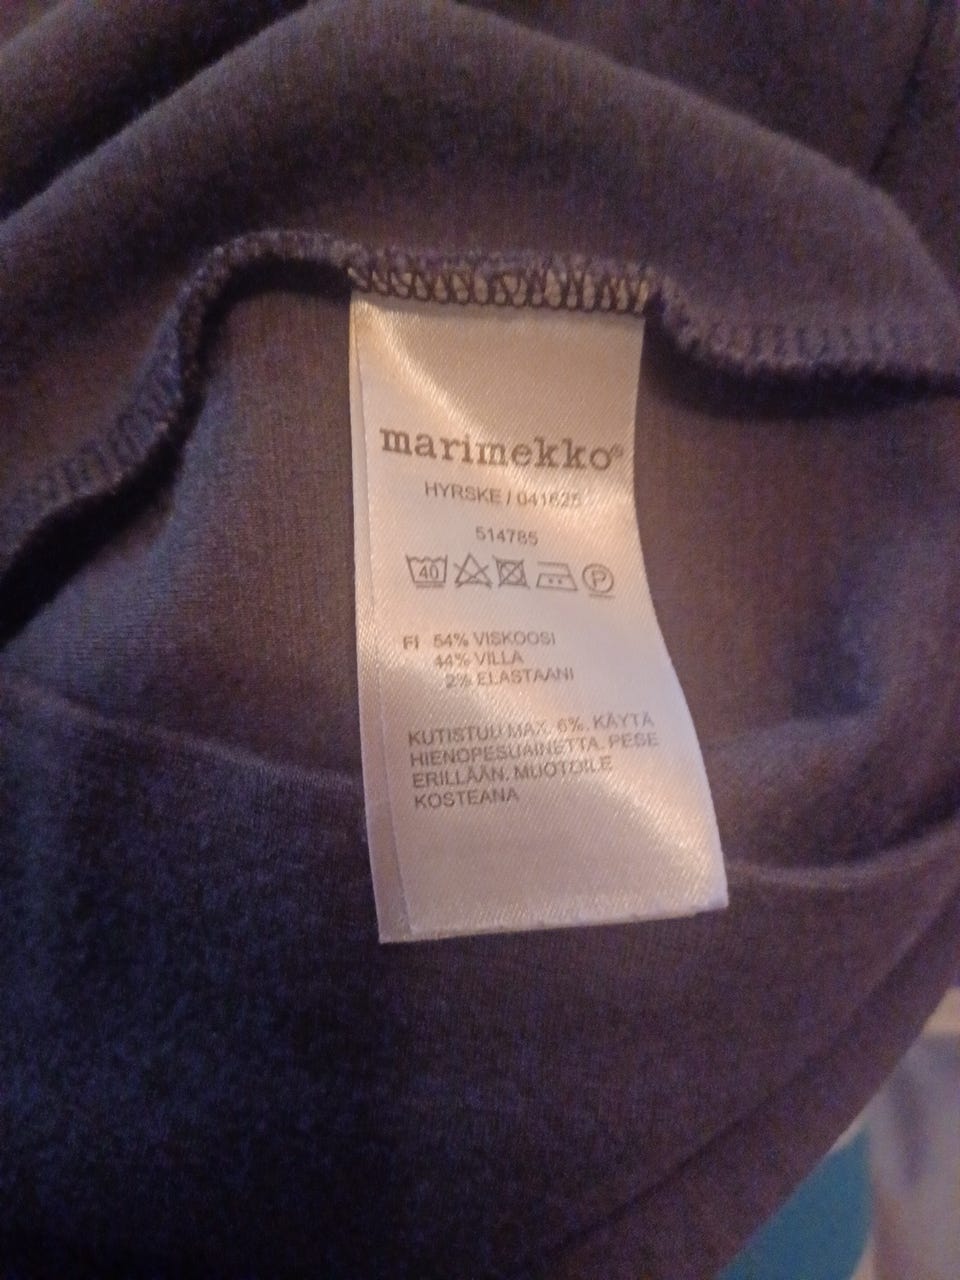 marimekko®
HYRSKE / 041625
514785
40 P
FI 54% VISKOOSI
44% VILLA
2% ELASTAANI
KUTISTUU MAX. 6%. KÄYTÄ
HIENOPESUAINETTA. PESE
ERILLÄÄN. MUOTOILE
KOSTEANA